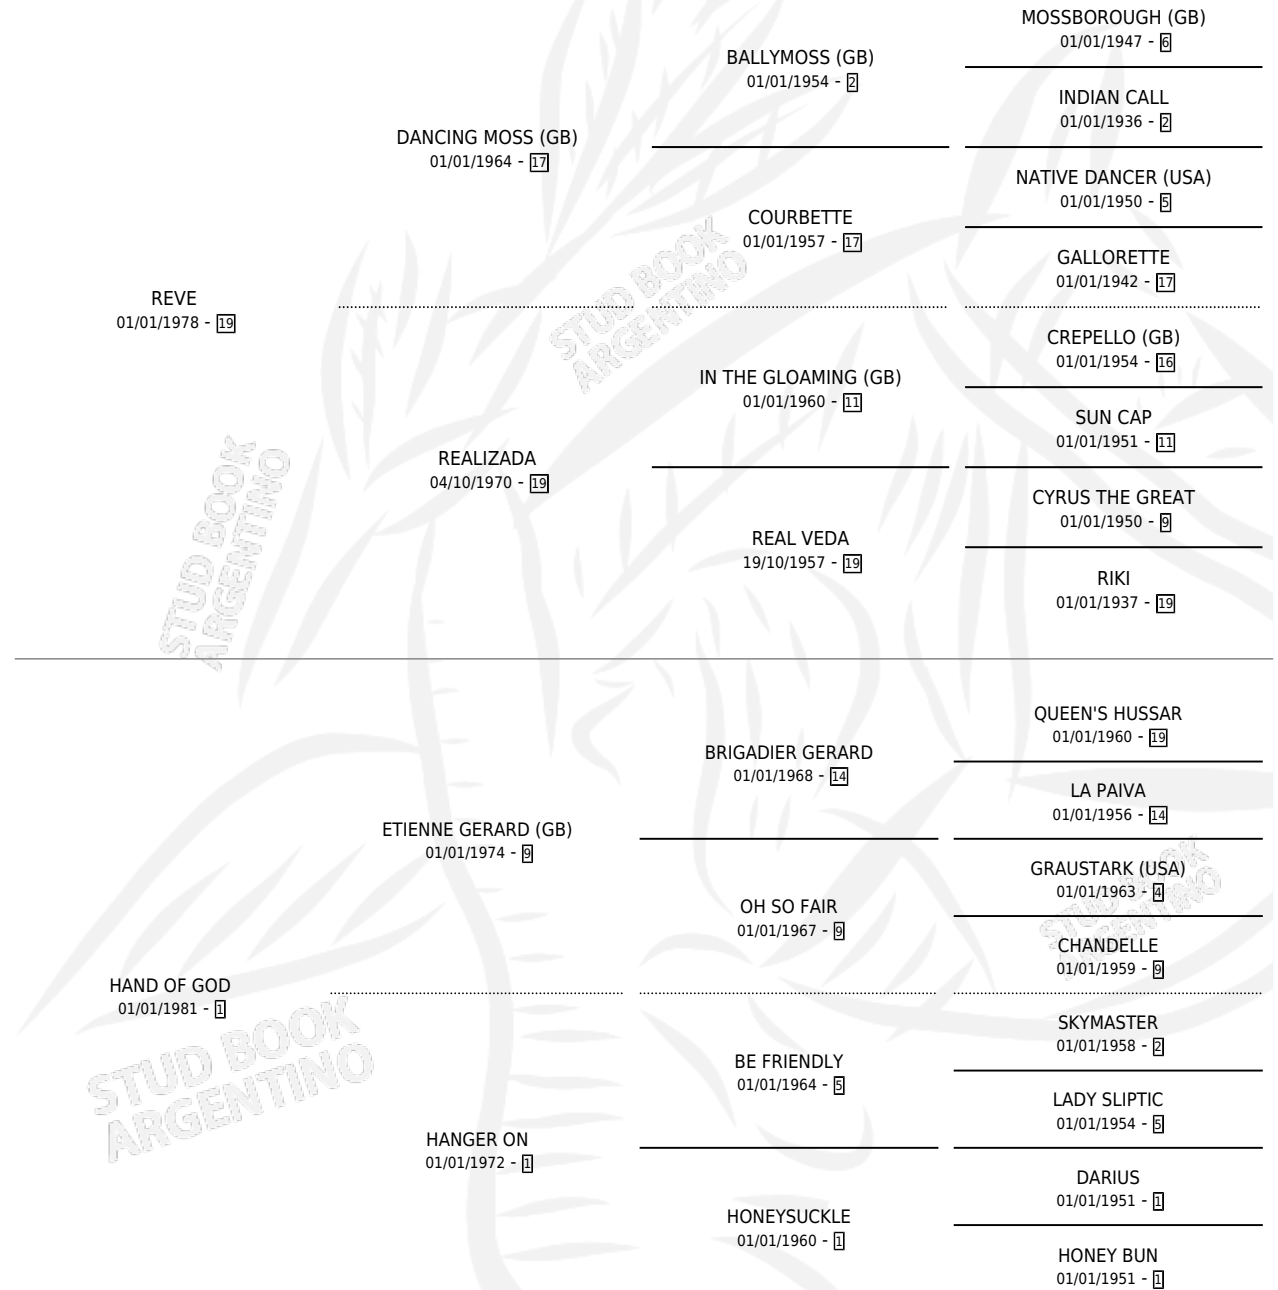 MOSSBOROUGH (GB)
01/01/1947 - 6
BALLYMOSS (GB)
01/01/1954 - 2
INDIAN CALL
01/01/1936 - 2
DANCING MOSS (GB)
01/01/1964 - 17
NATIVE DANCER (USA)
01/01/1950 - 5
COURBETTE
01/01/1957 - 17
GALLORETTE
01/01/1942 - 17
REVE
01/01/1978 - 19
STUD BOOK
ARGENTINO
CREPELLO (GB)
01/01/1954 - 16
IN THE GLOAMING (GB)
01/01/1960 - 11
SUN CAP
01/01/1951 - 11
REALIZADA
04/10/1970 - 19
CYRUS THE GREAT
01/01/1950 - 9
REAL VEDA
19/10/1957 - 19
RIKI
01/01/1937 - 19
STUD BOOK
ARGENTINO
QUEEN'S HUSSAR
01/01/1960 - 19
BRIGADIER GERARD
01/01/1968 - 14
LA PAIVA
01/01/1956 - 14
ETIENNE GERARD (GB)
01/01/1974 - 9
GRAUSTARK (USA)
01/01/1963 - 4
OH SO FAIR
01/01/1967 - 9
CHANDELLE
01/01/1959 - 9
STUD BOOK
ARGENTINO
HAND OF GOD
01/01/1981 - 1
SKYMASTER
01/01/1958 - 2
BE FRIENDLY
01/01/1964 - 5
LADY SLIPTIC
01/01/1954 - 5
STUD BOOK
ARGENTINO
HANGER ON
01/01/1972 - 1
DARIUS
01/01/1951 - 1
HONEYSUCKLE
01/01/1960 - 1
HONEY BUN
01/01/1951 - 1